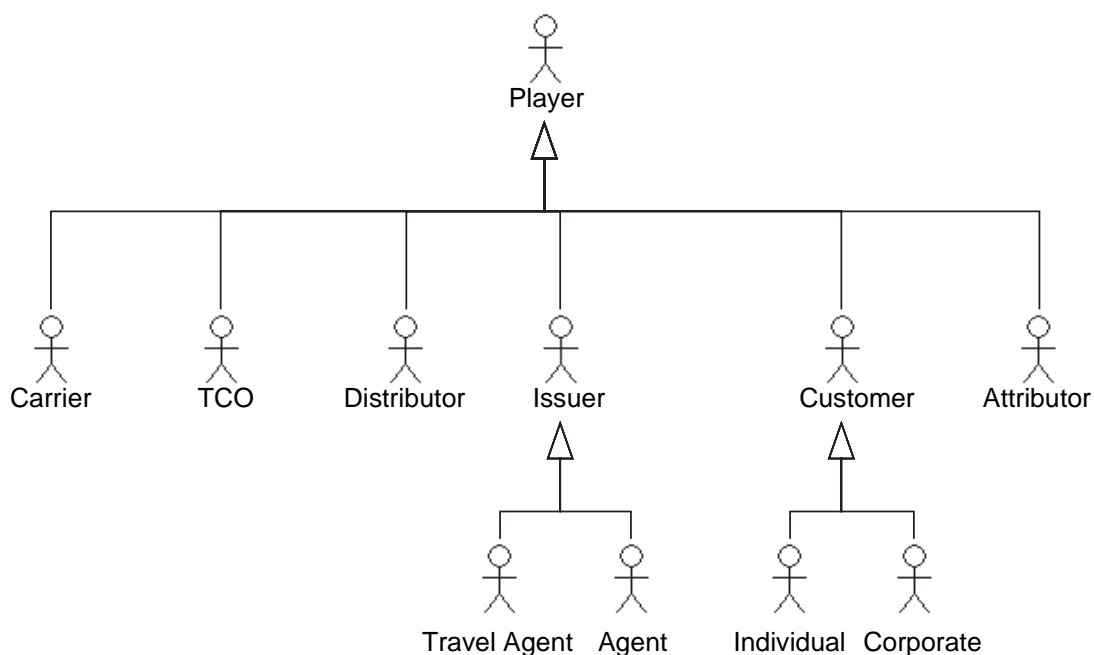 Player
Carrier TCO Distributor Issuer Customer Attributor
Travel Agent Agent Individual Corporate